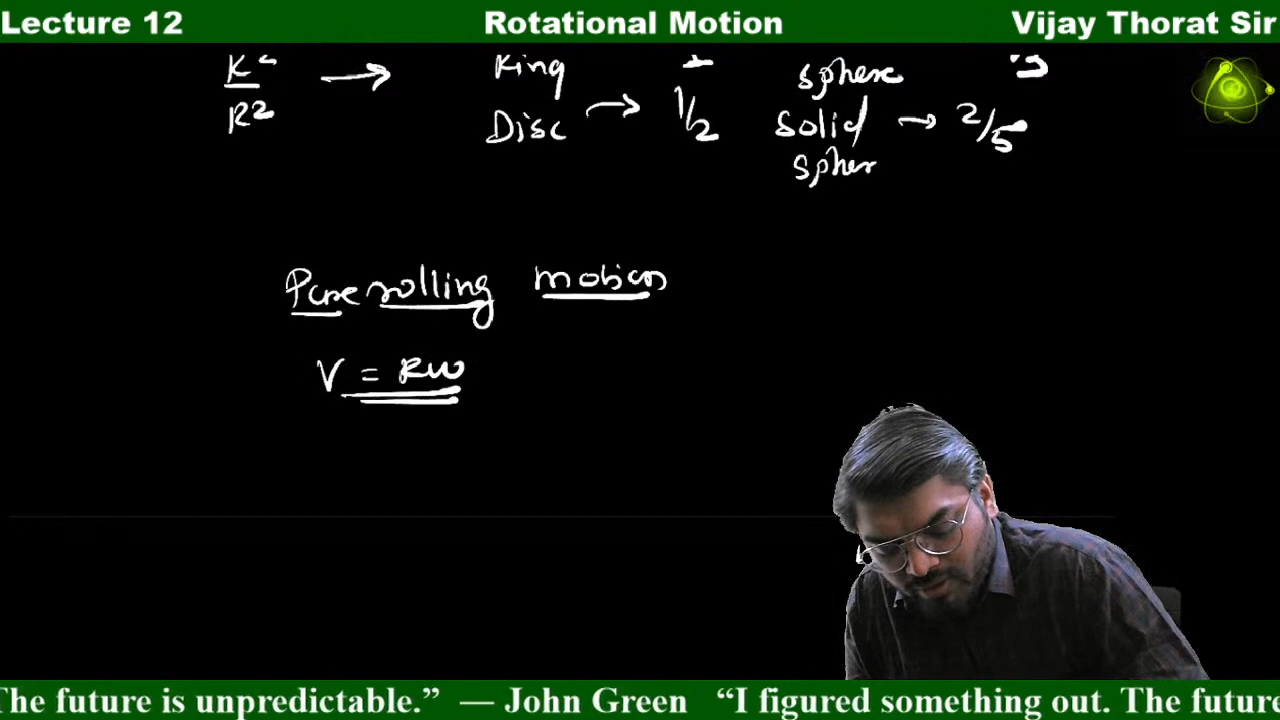 Lecture 12 Rotational Motion Vijay Thorat Sir
K²/R² → Ring 1 sphere
Disc → 1/2 Solid spher → 2/5
Pure rolling motion
V = Rω
The future is unpredictable.” — John Green “I figured something out. The future